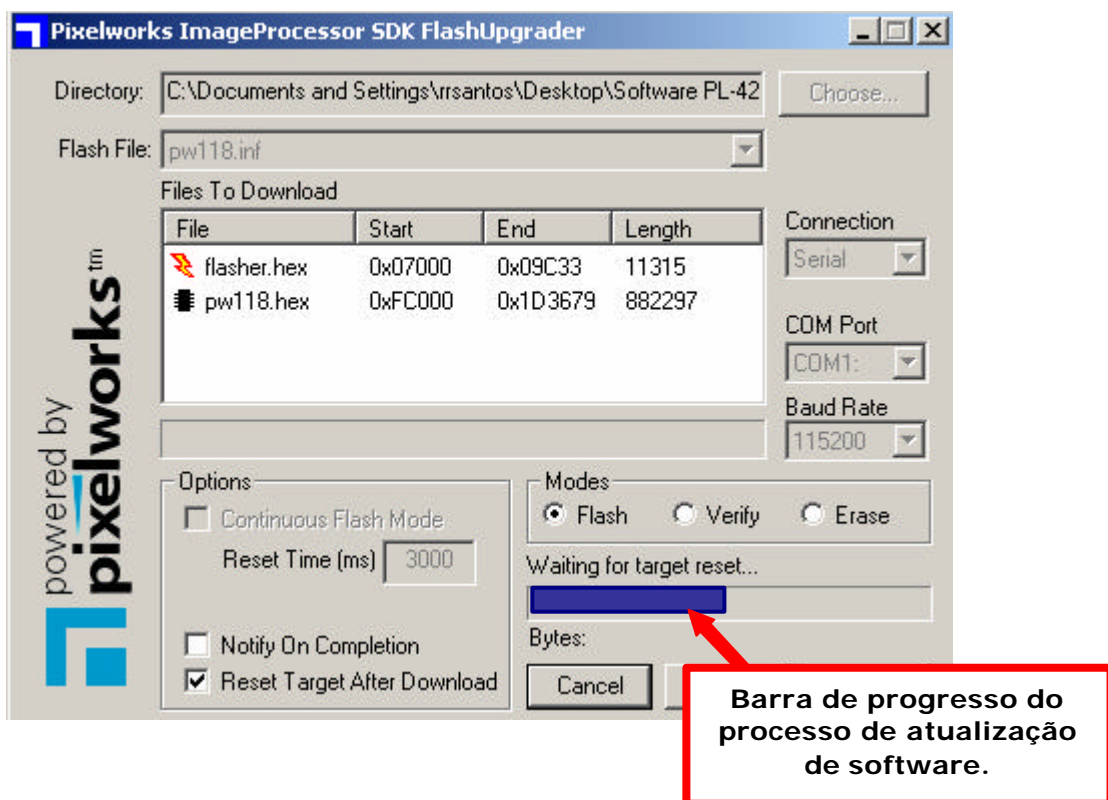 Pixelworks ImageProcessor SDK FlashUpgrader
Directory: C:\Documents and Settings\rrsantos\Desktop\Software PL-42 Choose...
Flash File: pw118.inf
Files To Download
File Start End Length
flasher.hex 0x07000 0x09C33 11315
pw118.hex 0xFC000 0x1D3679 882297
Connection
Serial
COM Port
COM1:
Baud Rate
115200
powered by
pixelworks tm
Options
Continuous Flash Mode
Reset Time (ms) 3000
Notify On Completion
Reset Target After Download
Modes
Flash Verify Erase
Waiting for target reset...
Bytes:
Cancel
Barra de progresso do
processo de atualização
de software.